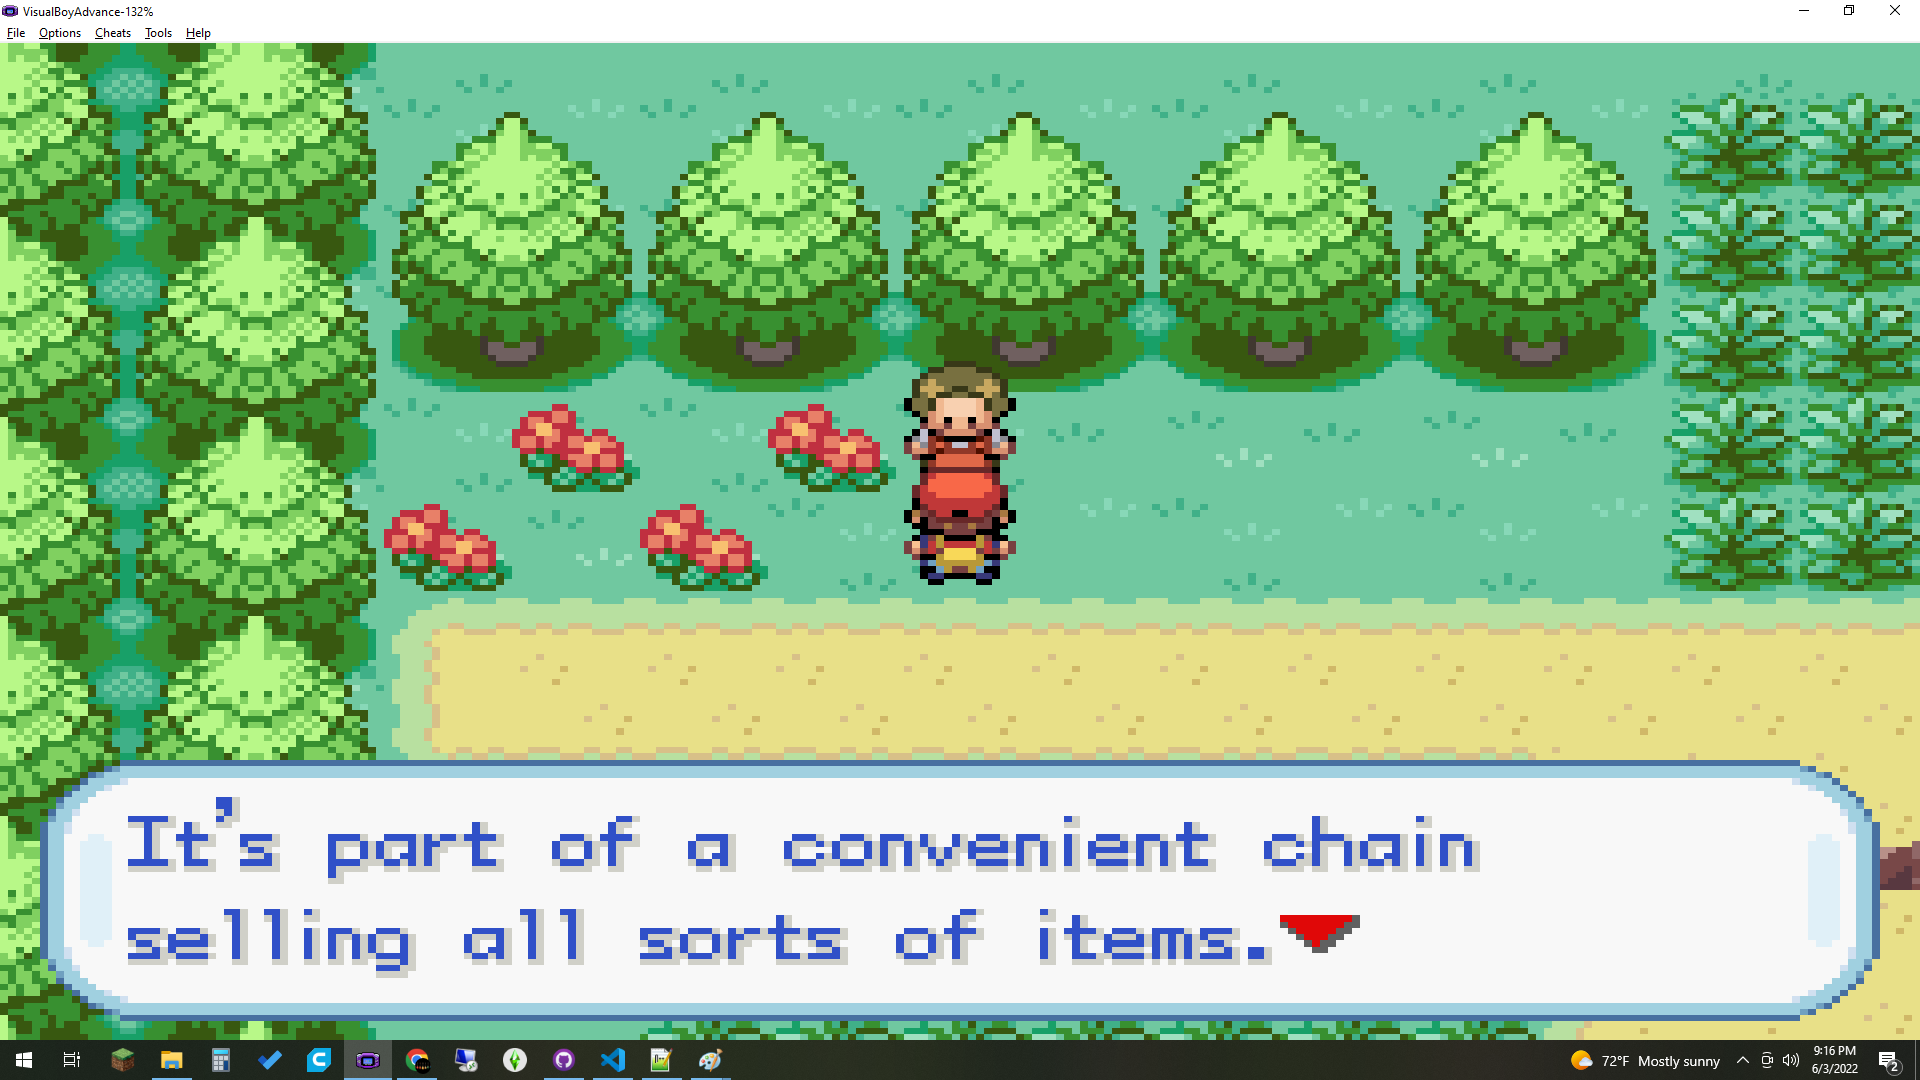 VisualBoyAdvance-132%
File Options Cheats Tools Help
It's part of a convenient chain
selling all sorts of items.
72°F Mostly sunny
9:16 PM
6/3/2022
2